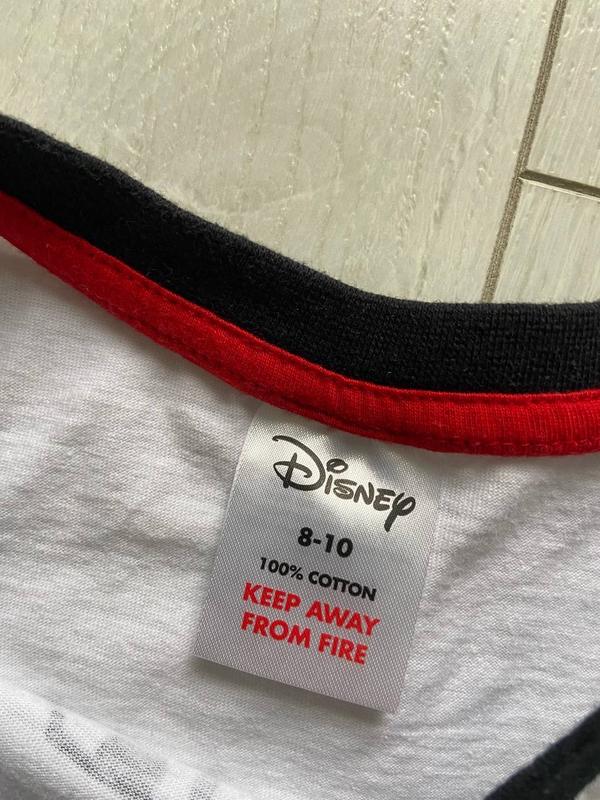 Disney
8-10
100% COTTON
KEEP AWAY
FROM FIRE